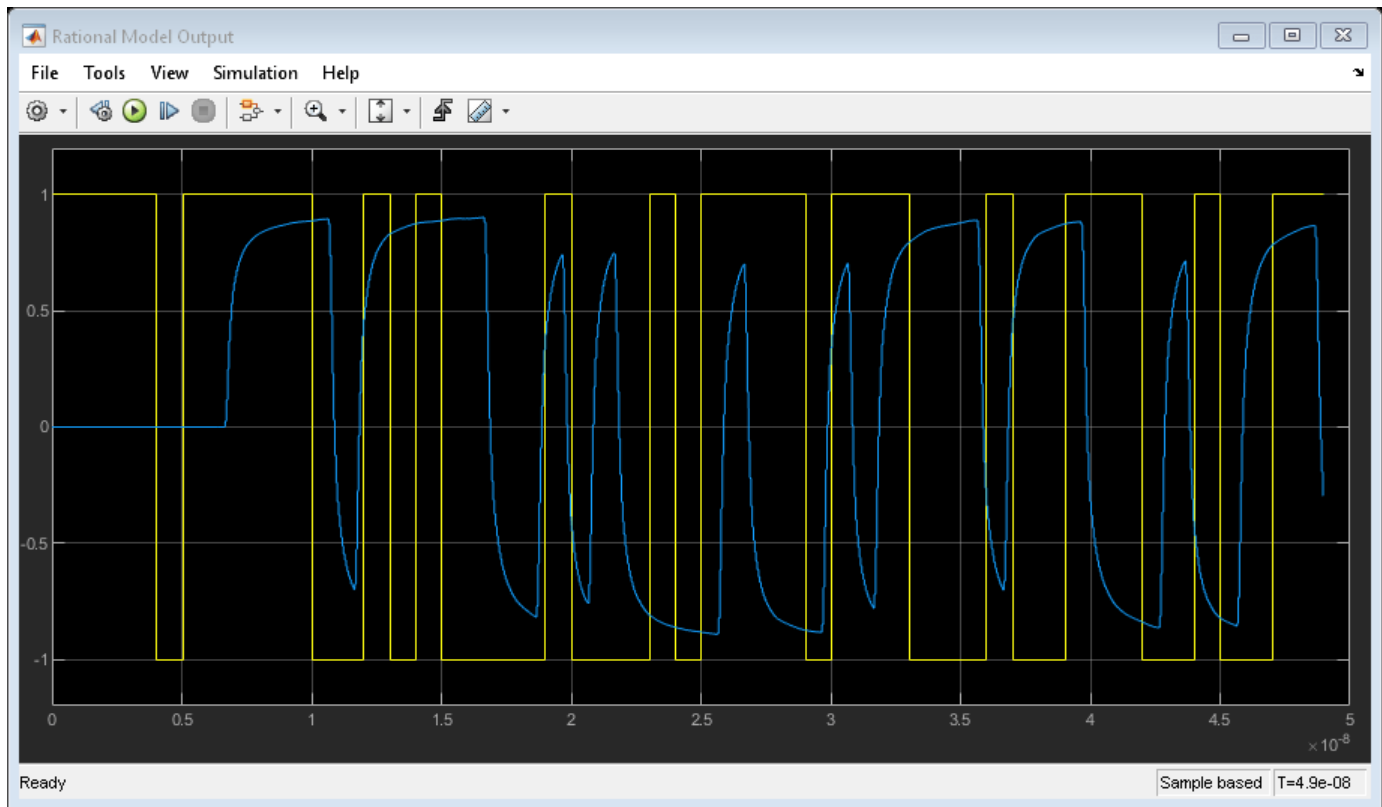 Rational Model Output
File Tools View Simulation Help
1
0.5
0
-0.5
-1
0 0.5 1 1.5 2 2.5 3 3.5 4 4.5 5
×10-8
Ready Sample based T=4.9e-08